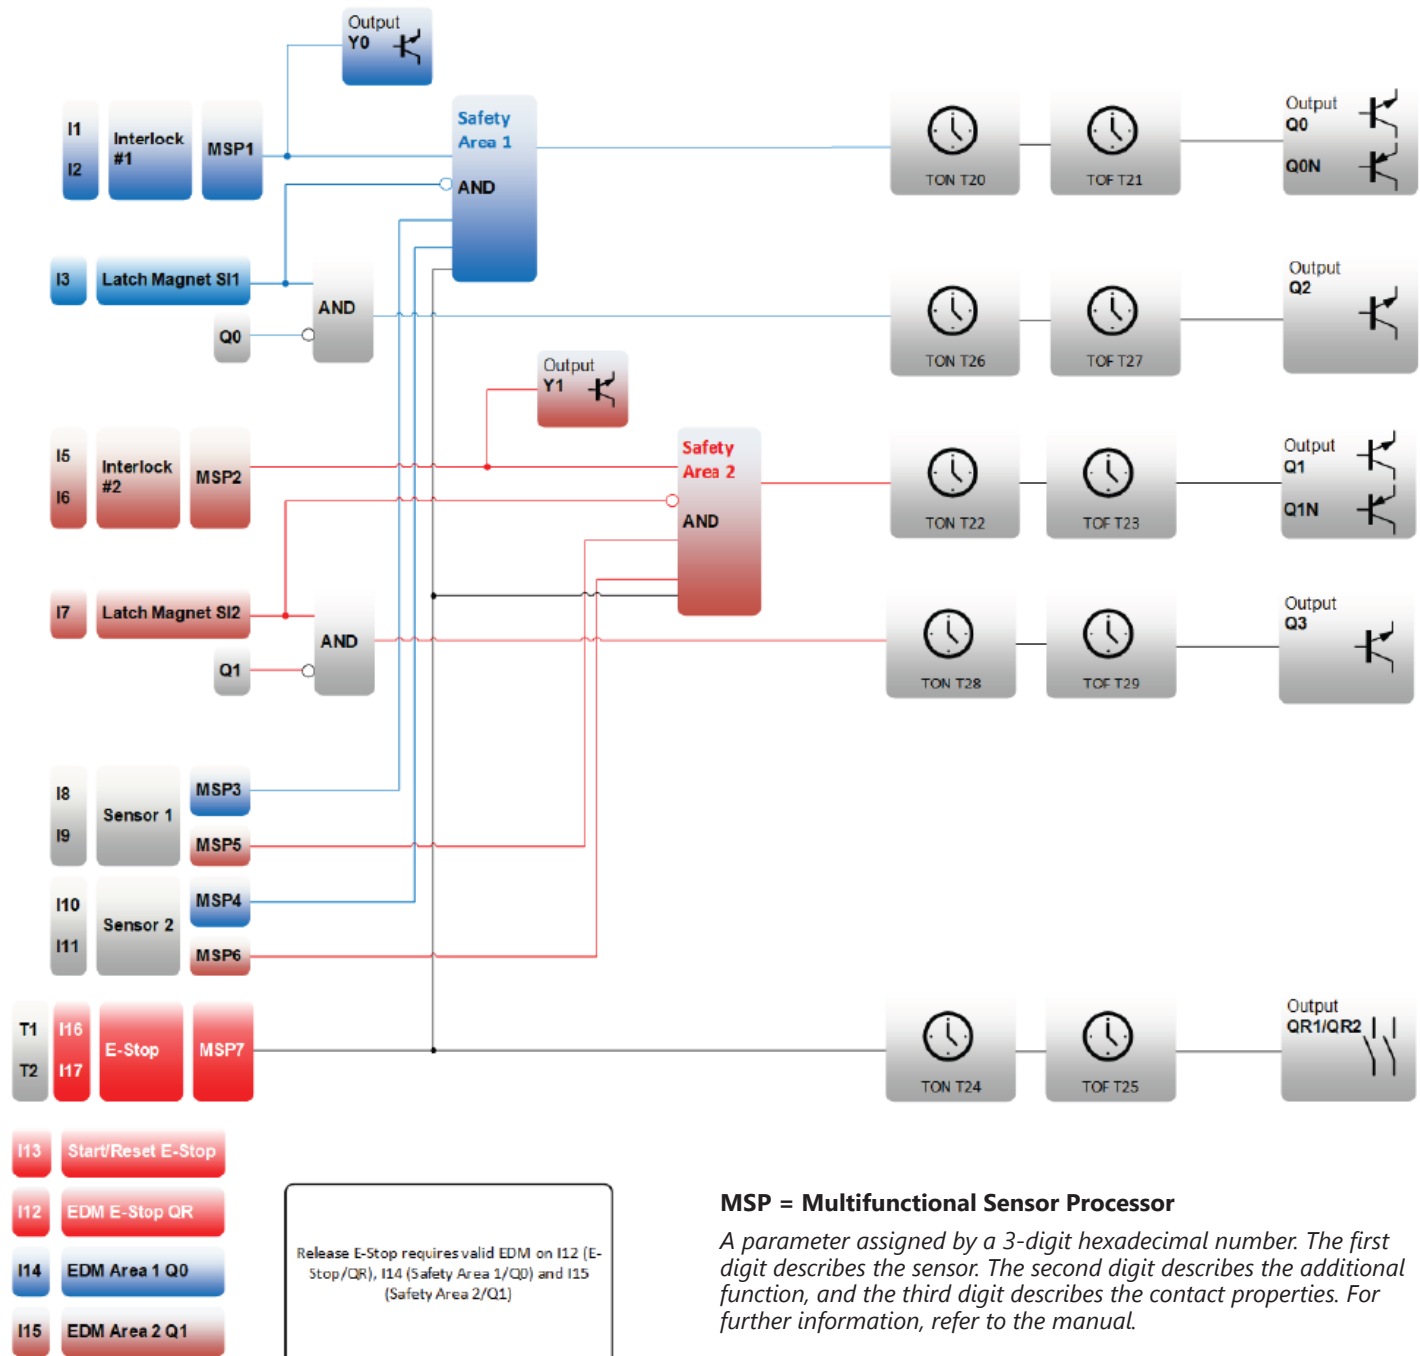 Output
Y0
I1
I2
Interlock
#1
MSP1
Safety
Area 1
AND
TON T20
TOF T21
Output
Q0
Q0N
I3
Latch Magnet SI1
Q0
AND
TON T26
TOF T27
Output
Q2
Output
Y1
I5
I6
Interlock
#2
MSP2
Safety
Area 2
AND
TON T22
TOF T23
Output
Q1
Q1N
I7
Latch Magnet SI2
Q1
AND
TON T28
TOF T29
Output
Q3
I8
I9
Sensor 1
MSP3
MSP5
I10
I11
Sensor 2
MSP4
MSP6
T1
T2
I16
I17
E-Stop
MSP7
TON T24
TOF T25
Output
QR1/QR2
I13
Start/Reset E-Stop
I12
EDM E-Stop QR
I14
EDM Area 1 Q0
I15
EDM Area 2 Q1
Release E-Stop requires valid EDM on I12 (E-
Stop/QR), I14 (Safety Area 1/Q0) and I15
(Safety Area 2/Q1)
MSP = Multifunctional Sensor Processor
A parameter assigned by a 3-digit hexadecimal number. The first
digit describes the sensor. The second digit describes the additional
function, and the third digit describes the contact properties. For
further information, refer to the manual.